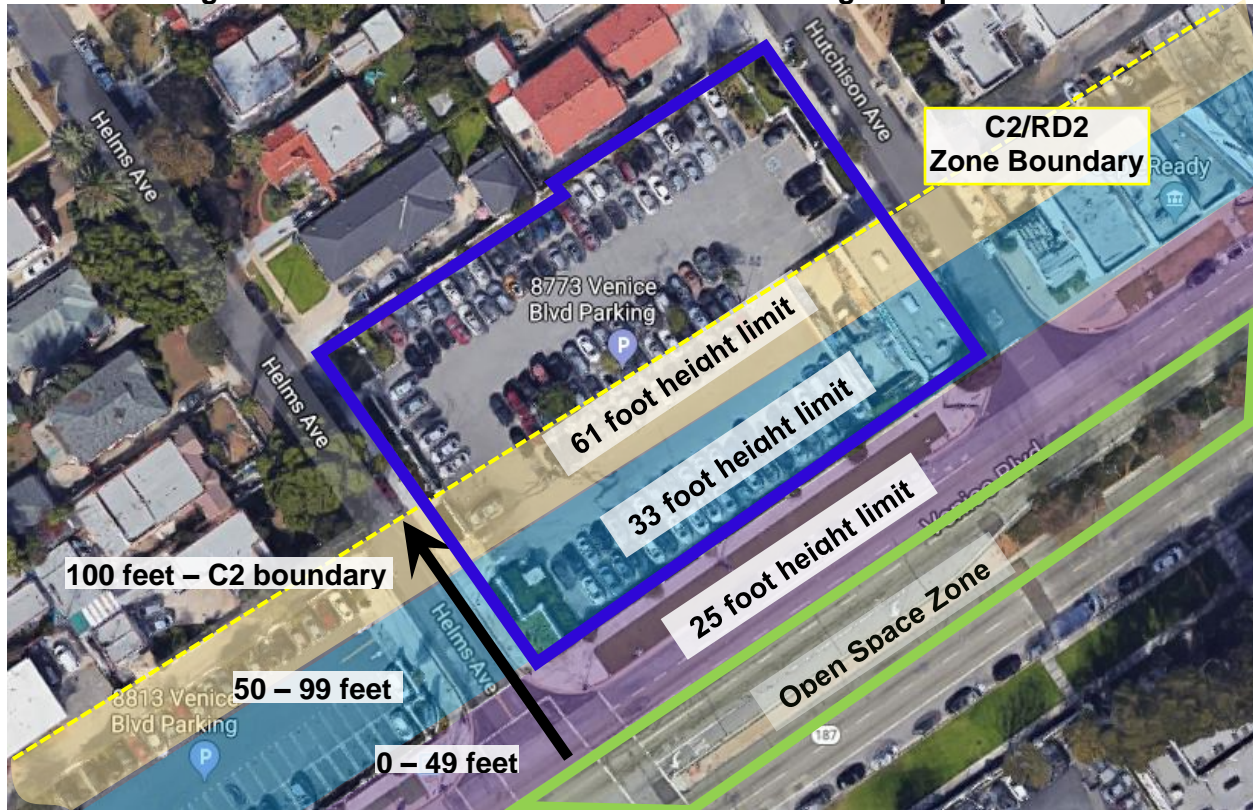 Hutchison Ave
Helms Ave
C2/RD2
Zone Boundary
Ready
8773 Venice
Blvd Parking
P
61 foot height limit
Helms Ave
33 foot height limit
Venice Blvd
25 foot height limit
100 feet – C2 boundary
Open Space Zone
Helms Ave
50 – 99 feet
8813 Venice
Blvd Parking
P
187
0 – 49 feet